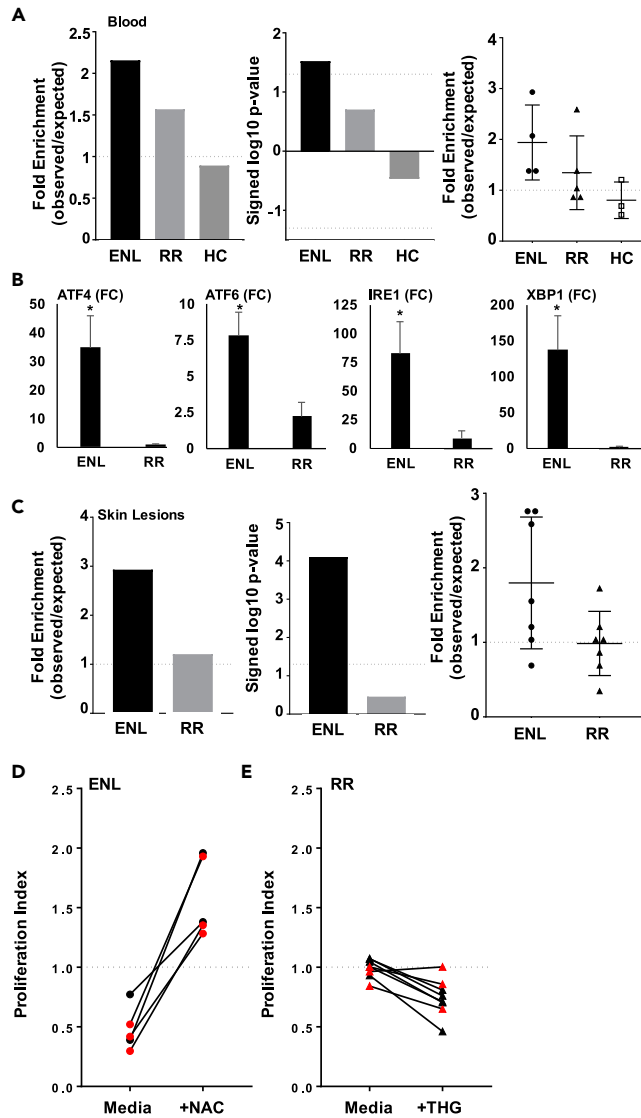 A
Blood
Fold Enrichment
(observed/expected)
2.5
2
1.5
1
0.5
0
ENL RR HC
Signed log10 p-value
2
1
0
-1
ENL RR HC
Fold Enrichment
(observed/expected)
4
3
2
1
0
ENL RR HC
B
ATF4 (FC)
50
40
30
20
10
0
*
ENL RR
ATF6 (FC)
10
7.5
5
2.5
0
*
ENL RR
IRE1 (FC)
125
100
75
50
25
0
*
ENL RR
XBP1 (FC)
200
150
100
50
0
*
ENL RR
C
Skin Lesions
Fold Enrichment
(observed/expected)
4
3
2
1
0
ENL RR
Signed log10 p-value
5
4
3
2
1
0
ENL RR
Fold Enrichment
(observed/expected)
3
2
1
0
ENL RR
D
ENL
Proliferation Index
2.5
2.0
1.5
1.0
0.5
0.0
Media +NAC
E
RR
Proliferation Index
2.5
2.0
1.5
1.0
0.5
0.0
Media +THG